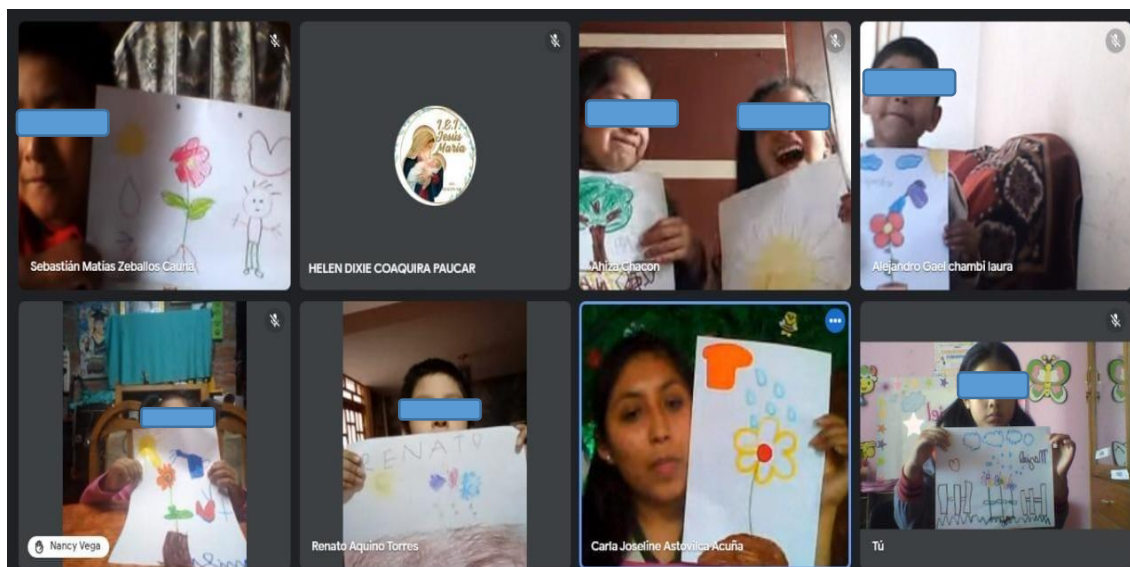 Sebastián Matías Zeballos Cauna
I.E.I.
Jesús
María
HELEN DIXIE COAQUIRA PAUCAR
Ahiza Chacon
Alejandro Gael chambi laura
Nancy Vega
RENATO
Renato Aquino Torres
Carla Joseline Astovilca Acuña
Tú